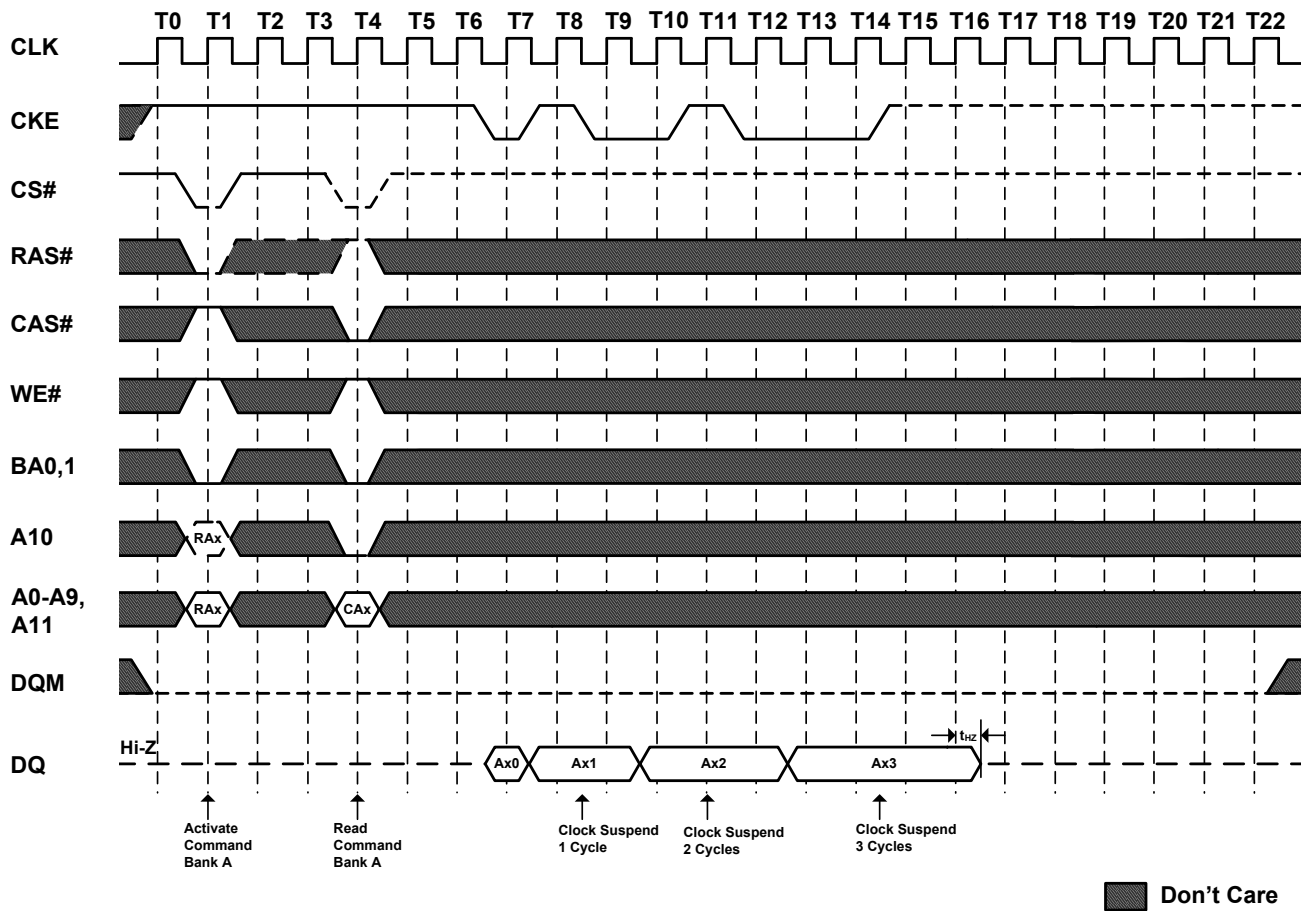 T0 T1 T2 T3 T4 T5 T6 T7 T8 T9 T10 T11 T12 T13 T14 T15 T16 T17 T18 T19 T20 T21 T22
CLK
CKE
CS#
RAS#
CAS#
WE#
BA0,1
A10
RAx
A0-A9,
A11
RAx
CAx
DQM
DQ
Hi-Z
Ax0
Ax1
Ax2
Ax3
tHZ
Activate
Command
Bank A
Read
Command
Bank A
Clock Suspend
1 Cycle
Clock Suspend
2 Cycles
Clock Suspend
3 Cycles
Don't Care